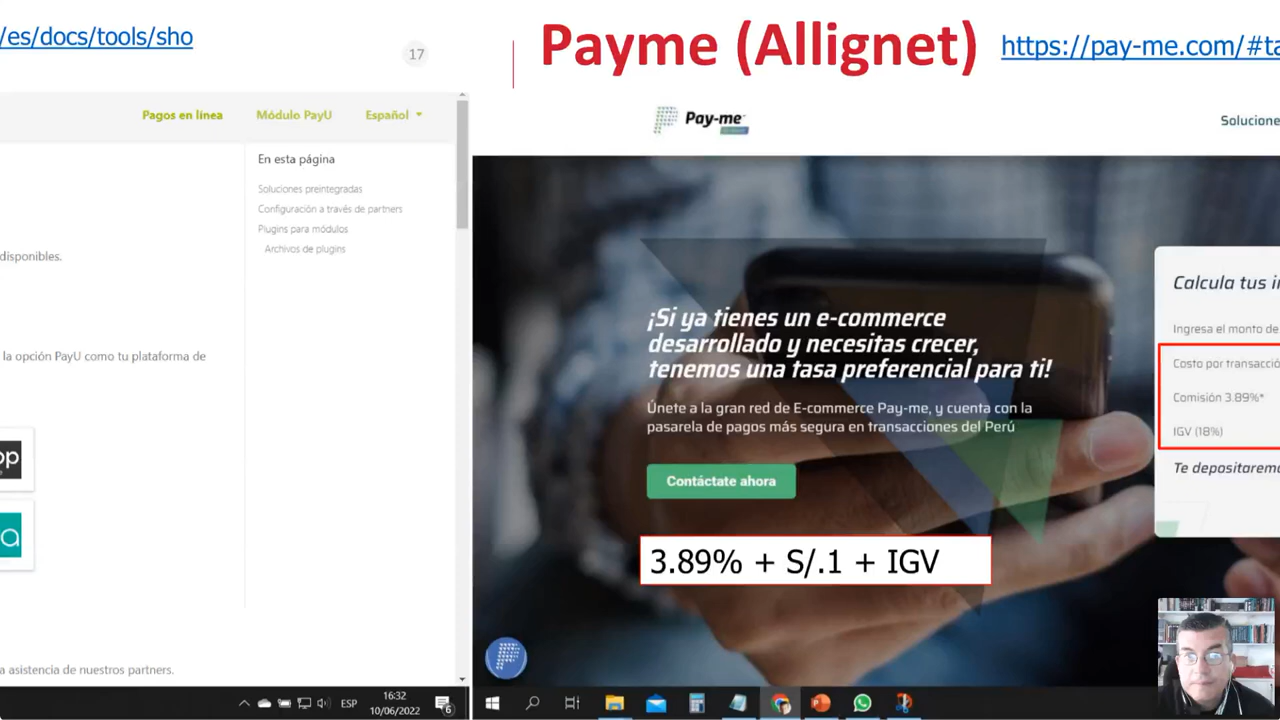 /es/docs/tools/sho
17
Pagos en línea
Módulo PayU
Español
En esta página
Soluciones preintegradas
Configuración a través de partners
Plugins para módulos
Archivos de plugins
disponibles.
la opción PayU como tu plataforma de
op
a
a asistencia de nuestros partners.
ESP
16:32
10/06/2022
6
Payme (Allignet)
https://pay-me.com/#ta
Pay-me
Solucione
¡Si ya tienes un e-commerce
desarrollado y necesitas crecer,
tenemos una tasa preferencial para ti!
Únete a la gran red de E-commerce Pay-me, y cuenta con la
pasarela de pagos más segura en transacciones del Perú
Contáctate ahora
3.89% + S/.1 + IGV
Calcula tus i
Ingresa el monto de
Costo por transacció
Comisión 3.89%*
IGV (18%)
Te depositarem